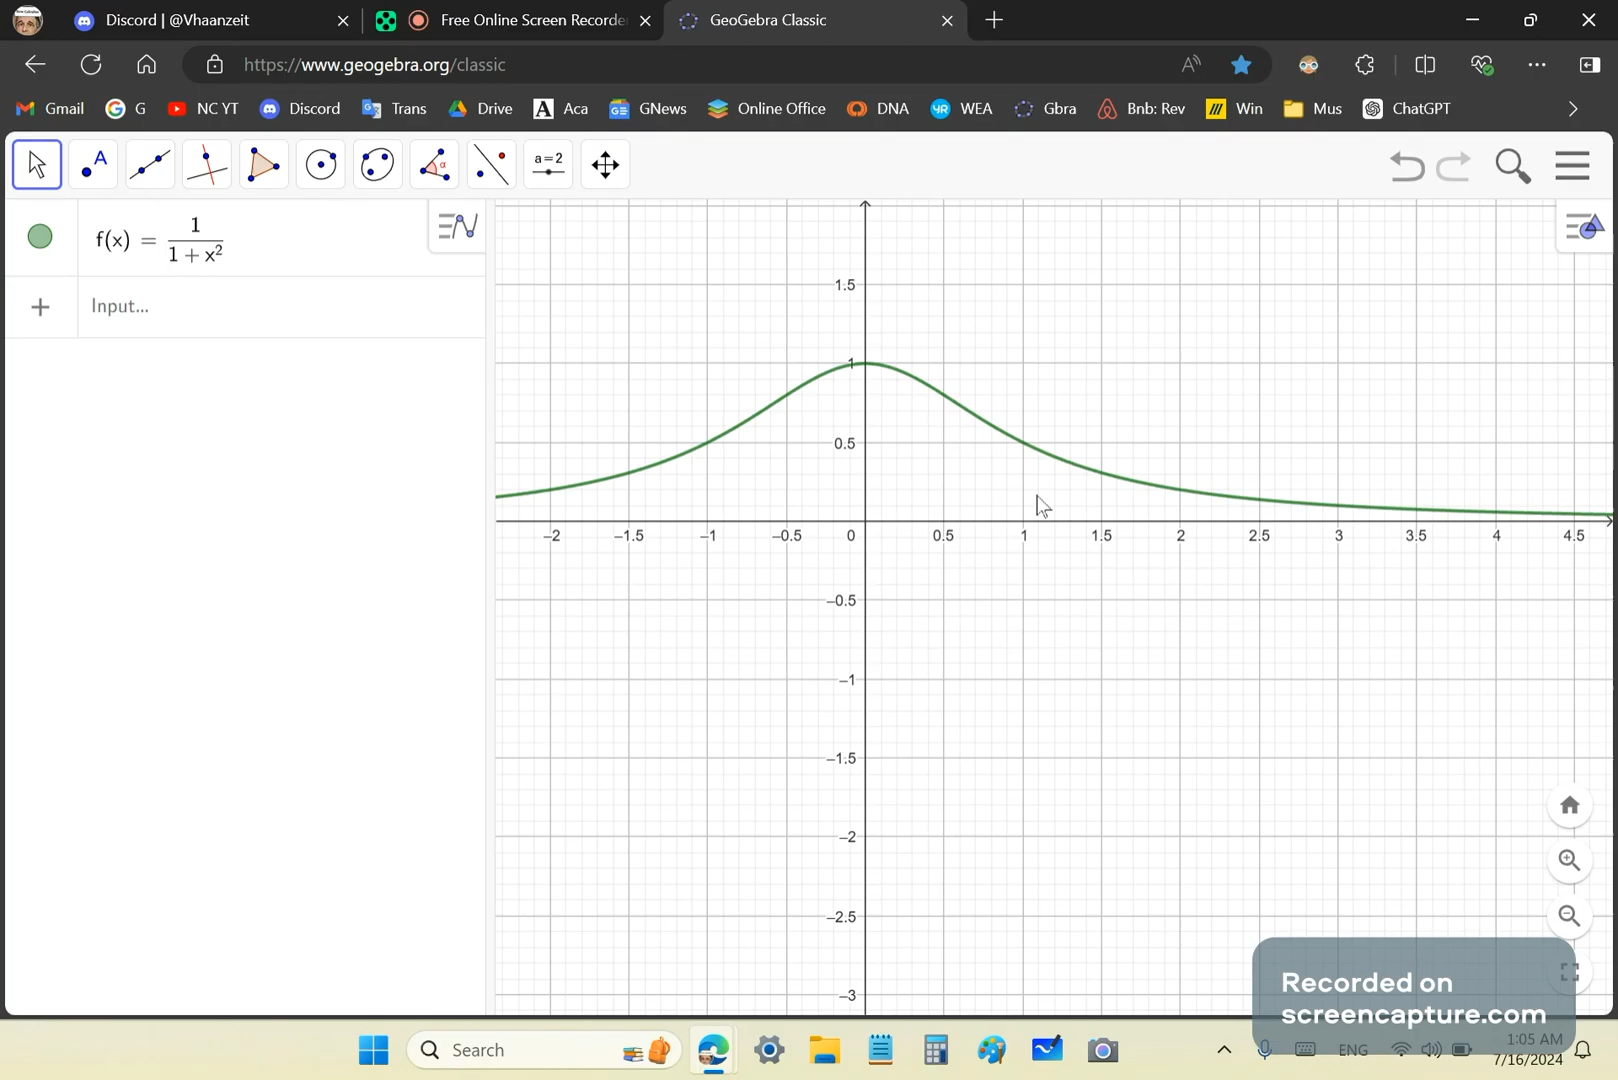 Discord | @Vhaanzeit
Free Online Screen Recorde
GeoGebra Classic
https://www.geogebra.org/classic
Gmail
G
NC YT
Discord
Trans
Drive
Aca
GNews
Online Office
DNA
WEA
Gbra
Bnb: Rev
Win
Mus
ChatGPT
A
α
a=2
f(x) = 1/(1 + x²)
Input...
1.5
1
0.5
–2 –1.5 –1 –0.5 0 0.5 1 1.5 2 2.5 3 3.5 4 4.5
–0.5
–1
–1.5
–2
–2.5
–3
Recorded on
screencapture.com
Search
ENG
1:05 AM
7/16/2024